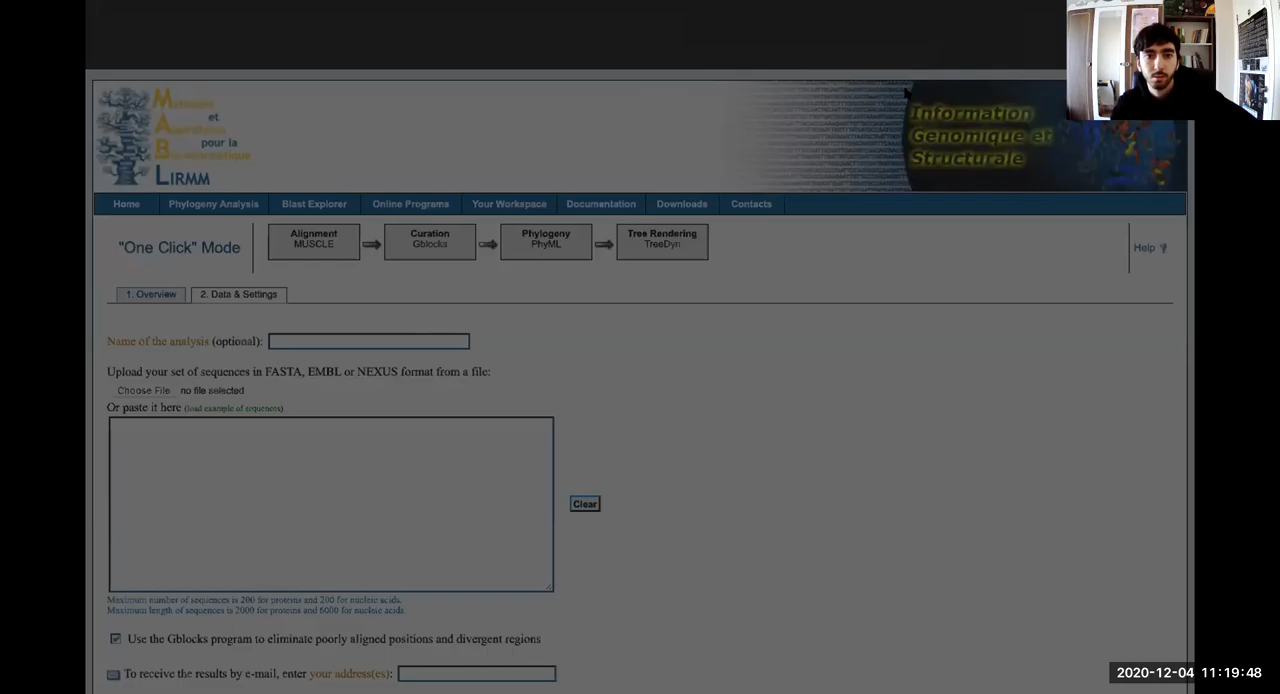 Méthodes
et
Algorithmes
pour la
Bio-informatique
LIRMM
Information
Génomique et
Structurale
Home
Phylogeny Analysis
Blast Explorer
Online Programs
Your Workspace
Documentation
Downloads
Contacts
"One Click" Mode
Alignment
MUSCLE
Curation
Gblocks
Phylogeny
PhyML
Tree Rendering
TreeDyn
Help ?
1. Overview
2. Data & Settings
Name of the analysis (optional):
Upload your set of sequences in FASTA, EMBL or NEXUS format from a file:
Choose File no file selected
Or paste it here (load example of sequences)
Clear
Maximum number of sequences is 200 for proteins and 200 for nucleic acids.
Maximum length of sequences is 2000 for proteins and 6000 for nucleic acids.
Use the Gblocks program to eliminate poorly aligned positions and divergent regions
To receive the results by e-mail, enter your address(es):
2020-12-04 11:19:48